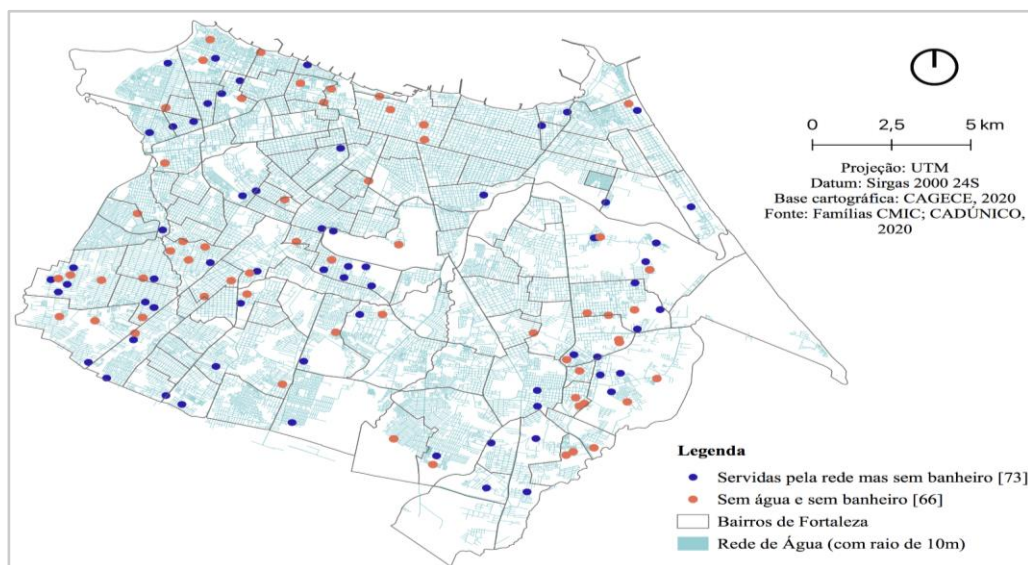 0 2,5 5 km
Projeção: UTM
Datum: Sirgas 2000 24S
Base cartográfica: CAGECE, 2020
Fonte: Famílias CMIC; CADÚNICO,
2020
Legenda
Servidas pela rede mas sem banheiro [73]
Sem água e sem banheiro [66]
Bairros de Fortaleza
Rede de Água (com raio de 10m)